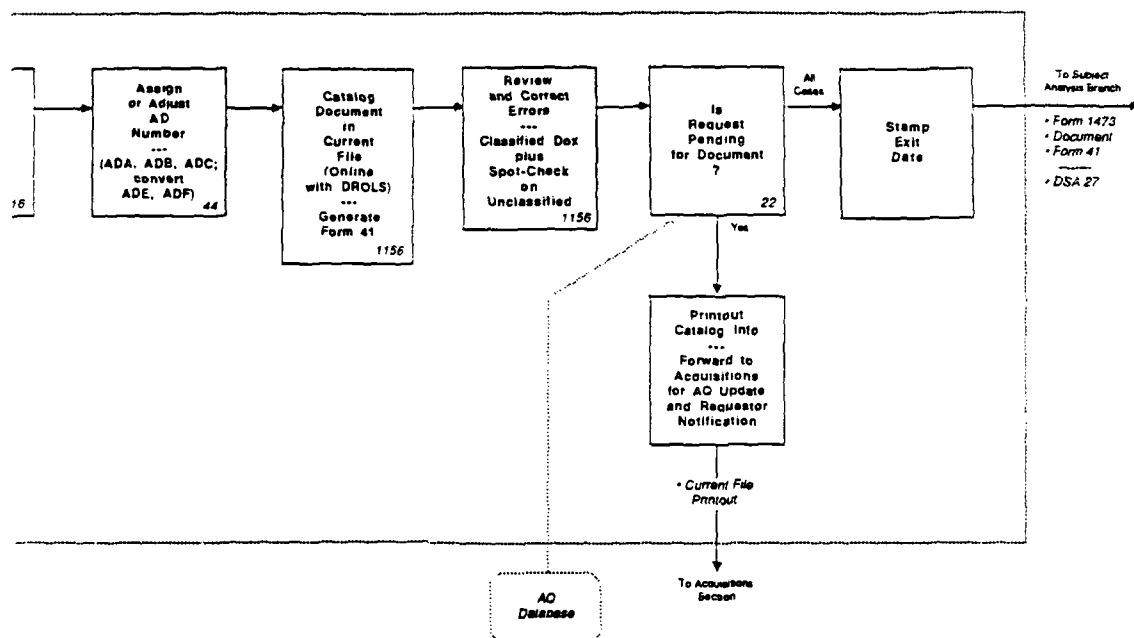 16
Assign
or Adjust
AD
Number
---
(ADA, ADB, ADC;
convert
ADE, ADF)
44
Catalog
Document
in
Current
File
(Online
with DROLS)
---
Generate
Form 41
1156
Review
and Correct
Errors
---
Classified Dox
plus
Spot-Check
on
Unclassified
1156
Is
Request
Pending
for Document
?
22
All
Cases
Yes
Stamp
Exit
Date
To Subject
Analysis Branch
• Form 1473
• Document
• Form 41
• DSA 27
Printout
Catalog Info
---
Forward to
Acquisitions
for AQ Update
and Requestor
Notification
• Current File
Printout
To Acquisitions
Section
AQ
Database